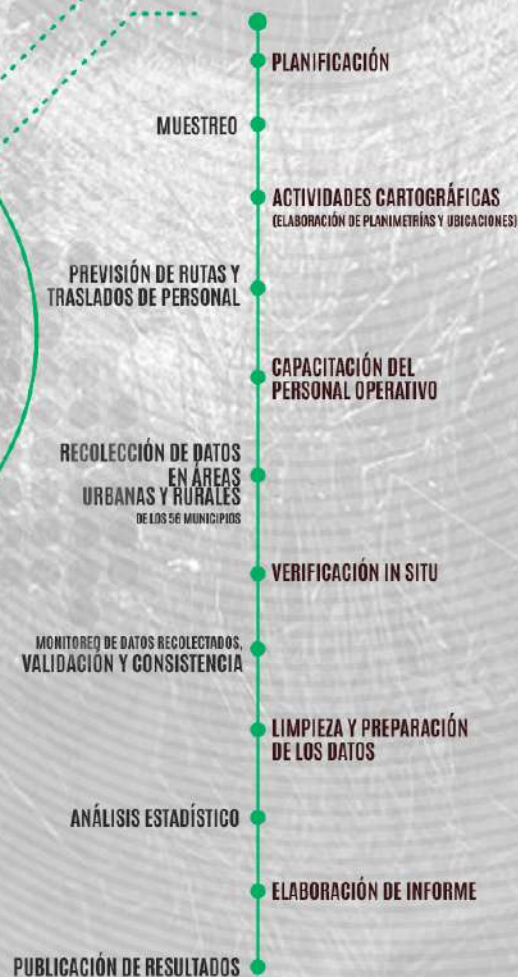 PLANIFICACIÓN
MUESTREO
ACTIVIDADES CARTOGRÁFICAS
(ELABORACIÓN DE PLANIMETRÍAS Y UBICACIONES)
PREVISIÓN DE RUTAS Y
TRASLADOS DE PERSONAL
CAPACITACIÓN DEL
PERSONAL OPERATIVO
RECOLECCIÓN DE DATOS
EN ÁREAS
URBANAS Y RURALES
DE LOS 56 MUNICIPIOS
VERIFICACIÓN IN SITU
MONITOREO DE DATOS RECOLECTADOS,
VALIDACIÓN Y CONSISTENCIA
LIMPIEZA Y PREPARACIÓN
DE LOS DATOS
ANÁLISIS ESTADÍSTICO
ELABORACIÓN DE INFORME
PUBLICACIÓN DE RESULTADOS